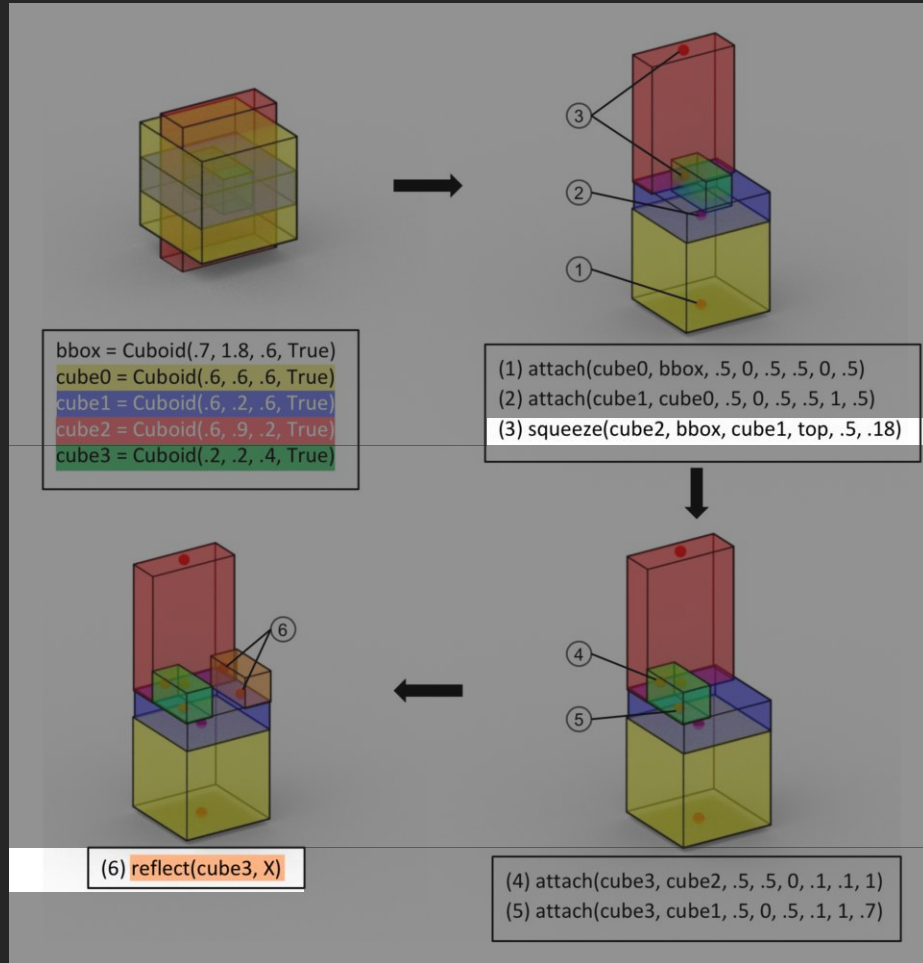 3
2
1
bbox = Cuboid(.7, 1.8, .6, True)
cube0 = Cuboid(.6, .6, .6, True)
cube1 = Cuboid(.6, .2, .6, True)
cube2 = Cuboid(.6, .9, .2, True)
cube3 = Cuboid(.2, .2, .4, True)
(1) attach(cube0, bbox, .5, 0, .5, .5, 0, .5)
(2) attach(cube1, cube0, .5, 0, .5, .5, 1, .5)
(3) squeeze(cube2, bbox, cube1, top, .5, .18)
4
5
(4) attach(cube3, cube2, .5, .5, 0, .1, .1, 1)
(5) attach(cube3, cube1, .5, 0, .5, .1, 1, .7)
6
(6) reflect(cube3, X)